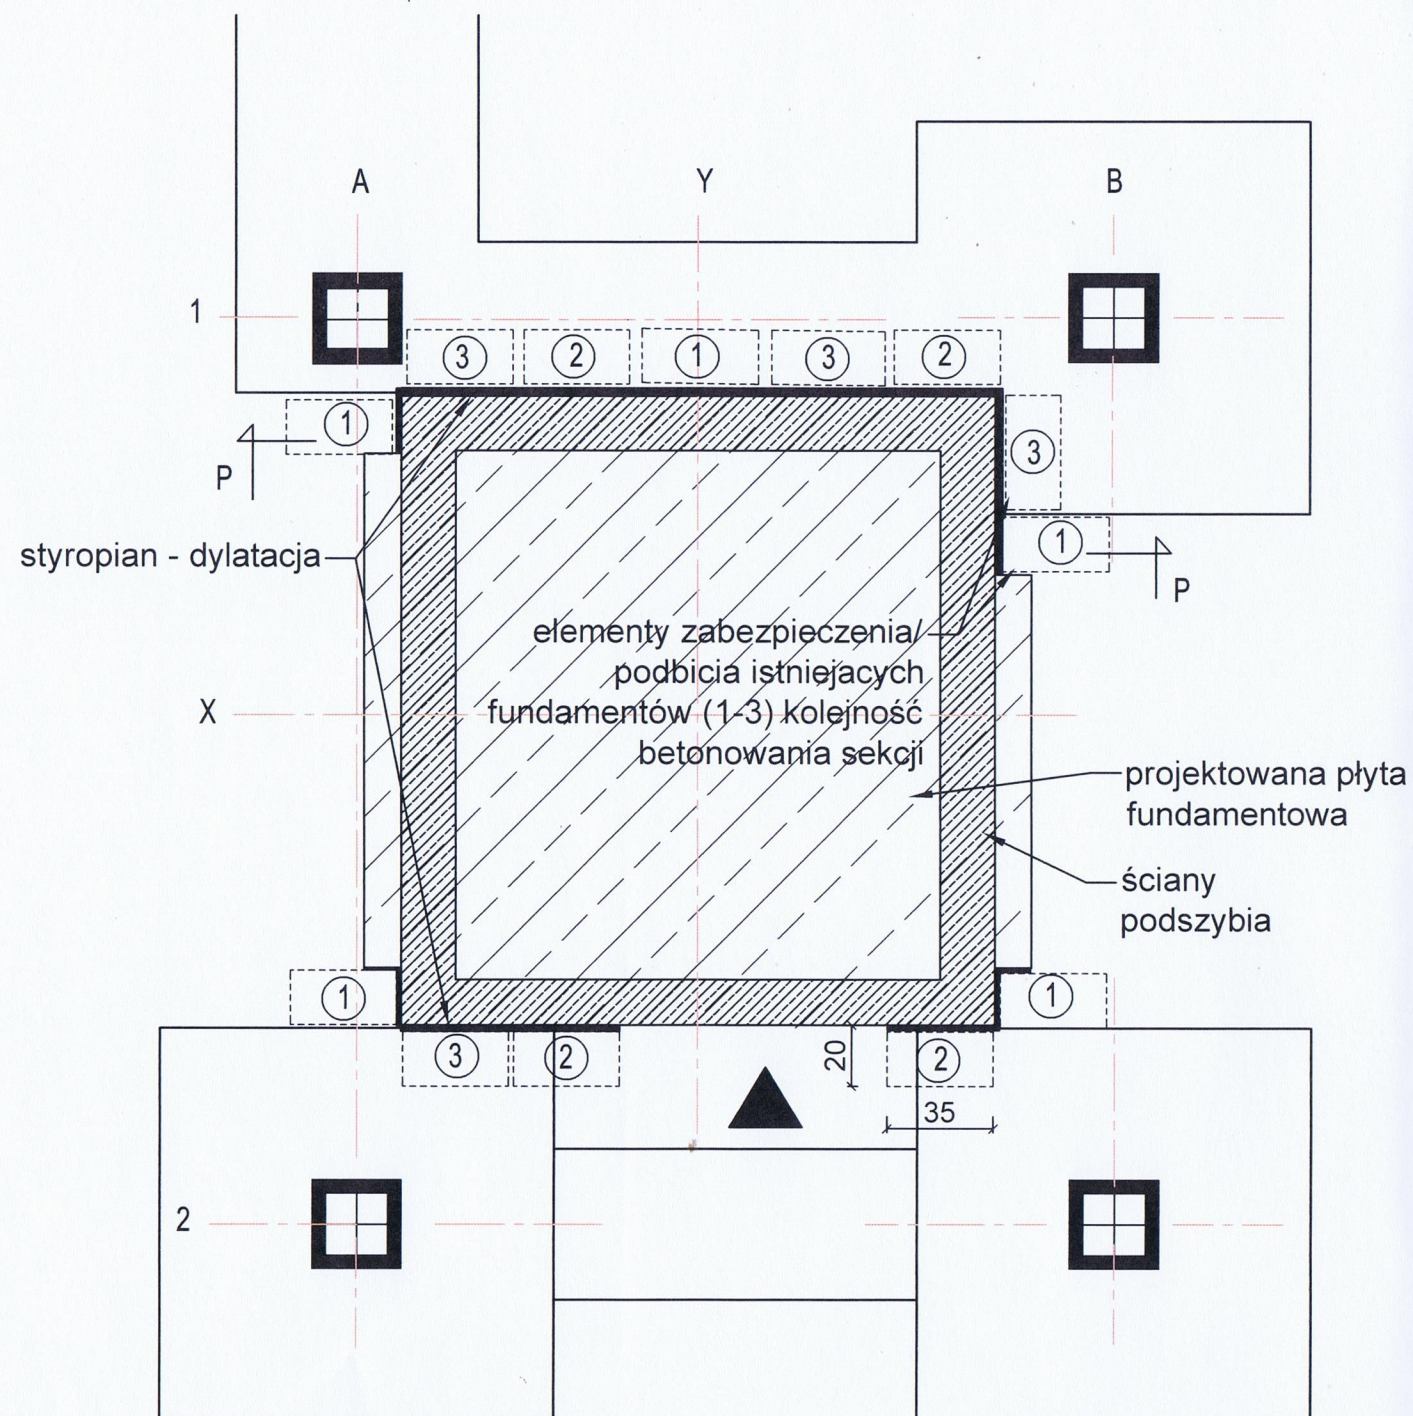 A
Y
B
1
3
2
1
3
2
1
3
P
1
P
styropian - dylatacja
elementy zabezpieczenia/
podbicia istniejacych
fundamentów (1-3) kolejność
betonowania sekcji
X
projektowana płyta
fundamentowa
ściany
podszybia
1
1
3
2
20
2
35
2